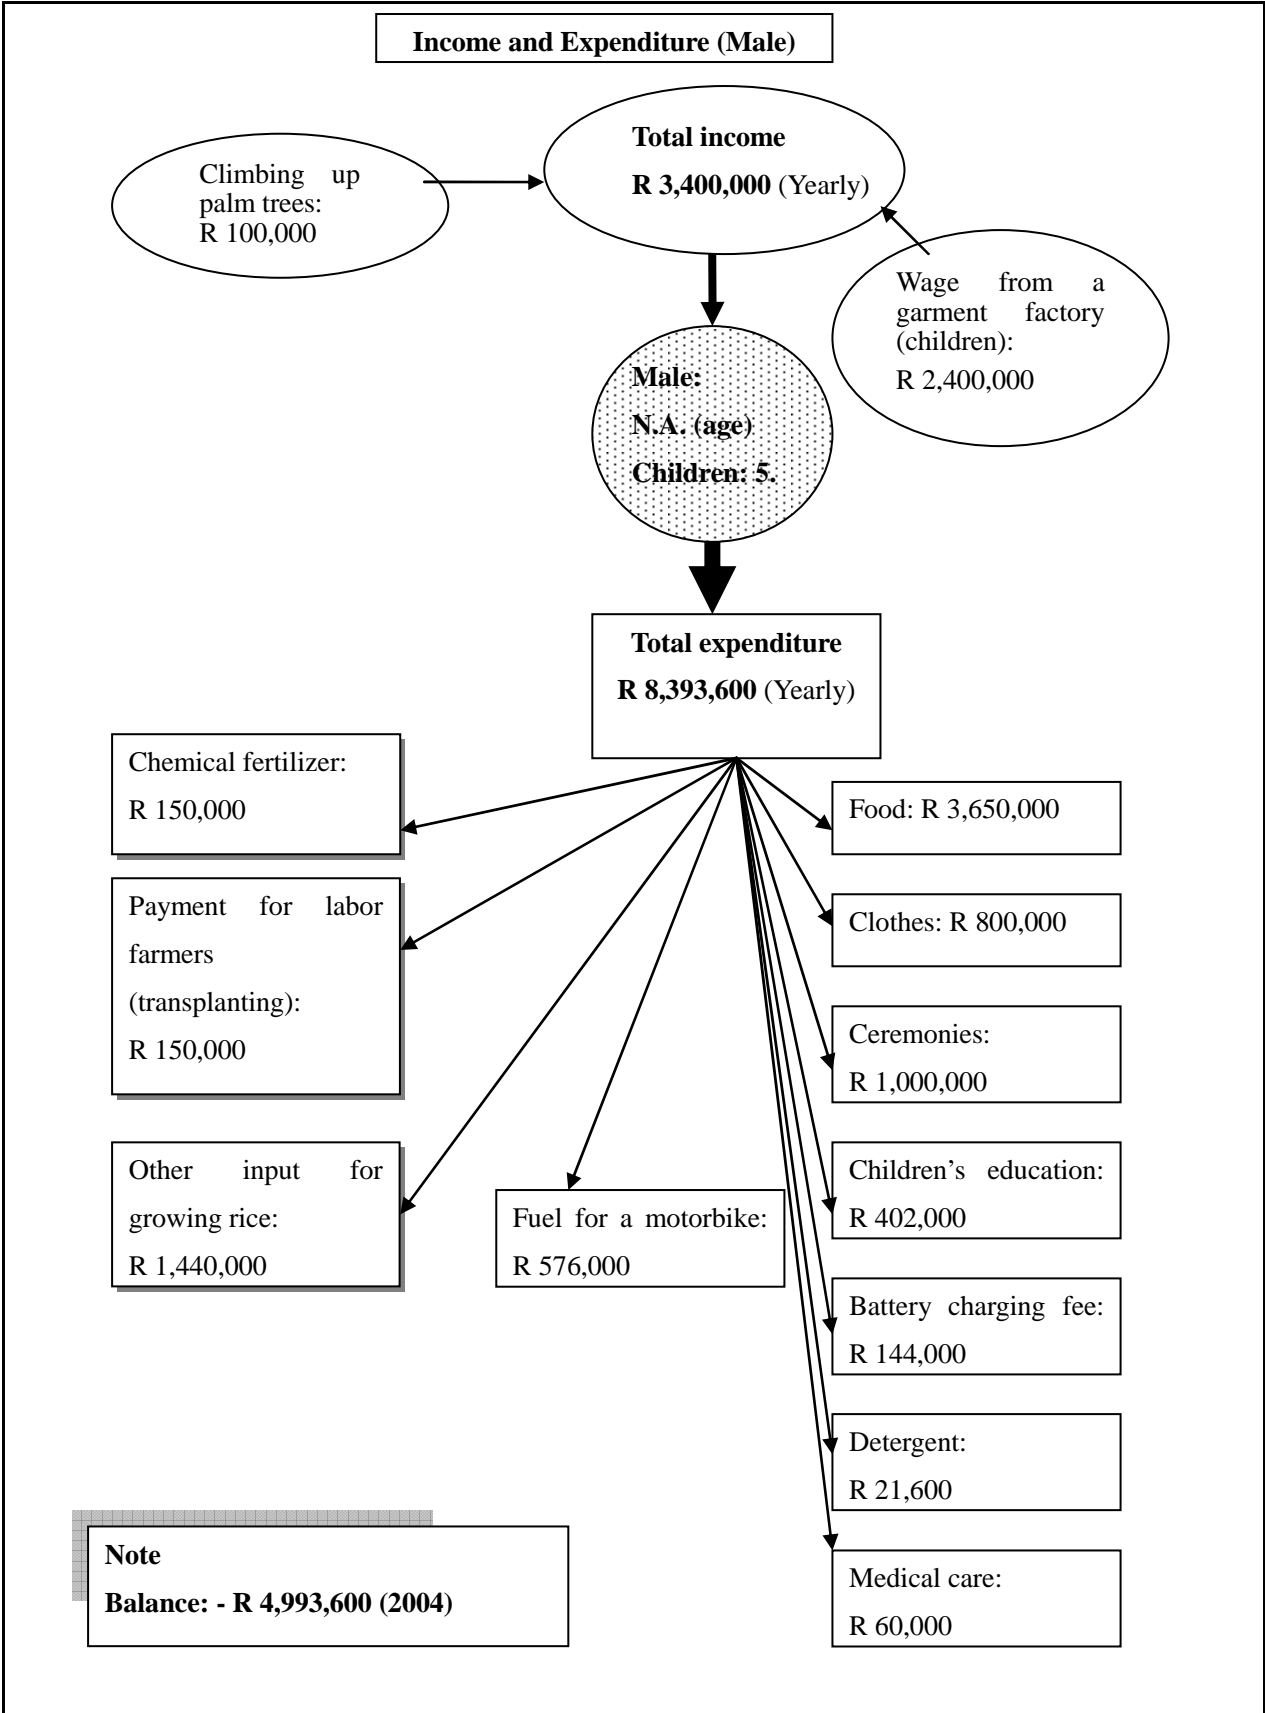 Income and Expenditure (Male)
Total income
R 3,400,000 (Yearly)
Climbing up
palm trees:
R 100,000
Wage from a
garment factory
(children):
R 2,400,000
Male:
N.A. (age)
Children: 5.
Total expenditure
R 8,393,600 (Yearly)
Chemical fertilizer:
R 150,000
Payment for labor
farmers
(transplanting):
R 150,000
Other input for
growing rice:
R 1,440,000
Fuel for a motorbike:
R 576,000
Food: R 3,650,000
Clothes: R 800,000
Ceremonies:
R 1,000,000
Children’s education:
R 402,000
Battery charging fee:
R 144,000
Detergent:
R 21,600
Medical care:
R 60,000
Note
Balance: - R 4,993,600 (2004)